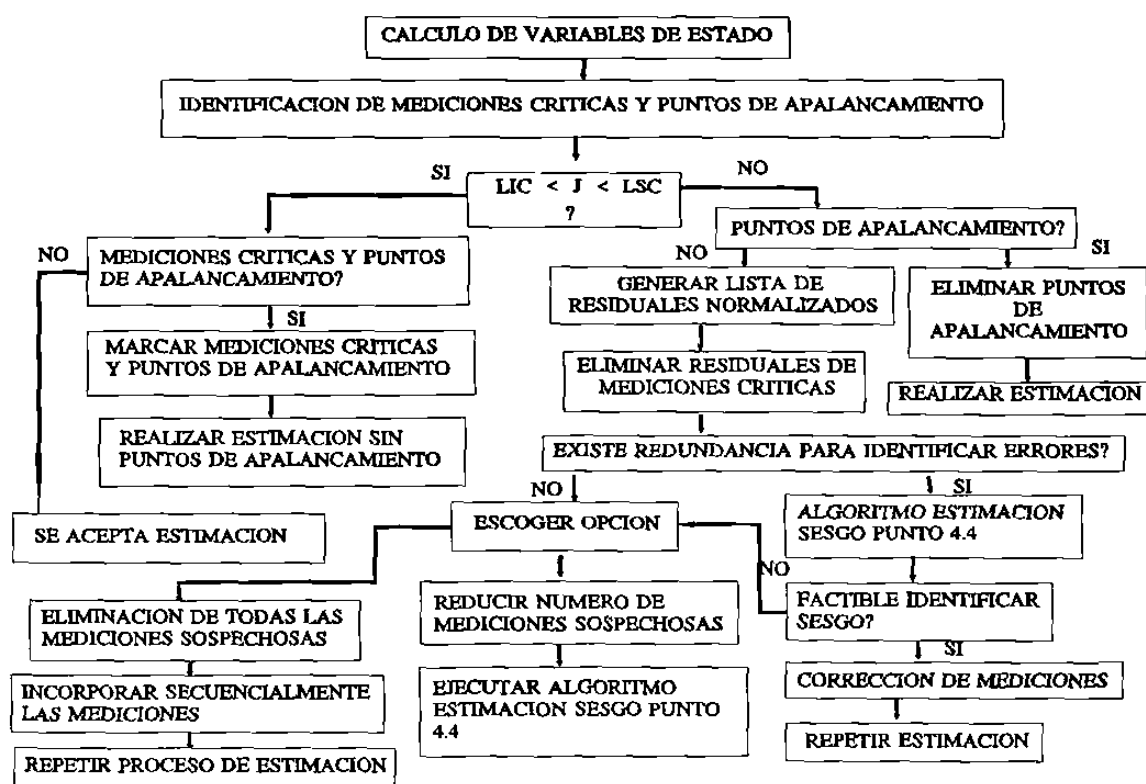 CALCULO DE VARIABLES DE ESTADO
IDENTIFICACION DE MEDICIONES CRITICAS Y PUNTOS DE APALANCAMIENTO
SI
NO
LIC < J < LSC
?
PUNTOS DE APALANCAMIENTO?
NO
MEDICIONES CRITICAS Y PUNTOS
DE APALANCAMIENTO?
NO
SI
GENERAR LISTA DE
RESIDUALES NORMALIZADOS
ELIMINAR PUNTOS
DE
APALANCAMIENTO
SI
MARCAR MEDICIONES CRITICAS
Y PUNTOS DE APALANCAMIENTO
ELIMINAR RESIDUALES DE
MEDICIONES CRITICAS
REALIZAR ESTIMACION
REALIZAR ESTIMACION SIN
PUNTOS DE APALANCAMIENTO
EXISTE REDUNDANCIA PARA IDENTIFICAR ERRORES?
NO
SI
SE ACEPTA ESTIMACION
ESCOGER OPCION
ALGORITMO ESTIMACION
SESGO PUNTO 4.4
NO
ELIMINACION DE TODAS LAS
MEDICIONES SOSPECHOSAS
REDUCIR NUMERO DE
MEDICIONES SOSPECHOSAS
FACTIBLE IDENTIFICAR
SESGO?
SI
INCORPORAR SECUENCIALMENTE
LAS MEDICIONES
EJECUTAR ALGORITMO
ESTIMACION SESGO PUNTO
4.4
CORRECCION DE MEDICIONES
REPETIR PROCESO DE ESTIMACION
REPETIR ESTIMACION